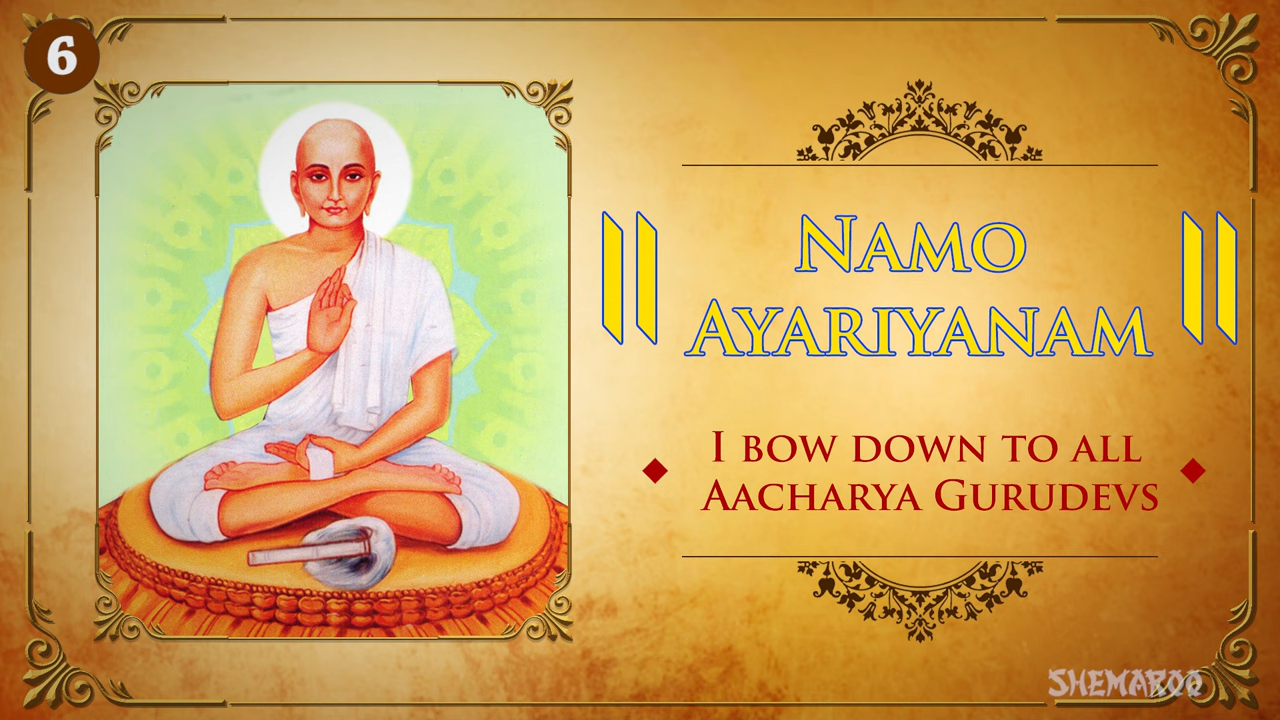 6
Namo
Ayariyanam
I bow down to all
Aacharya Gurudevs
SHEMAROO